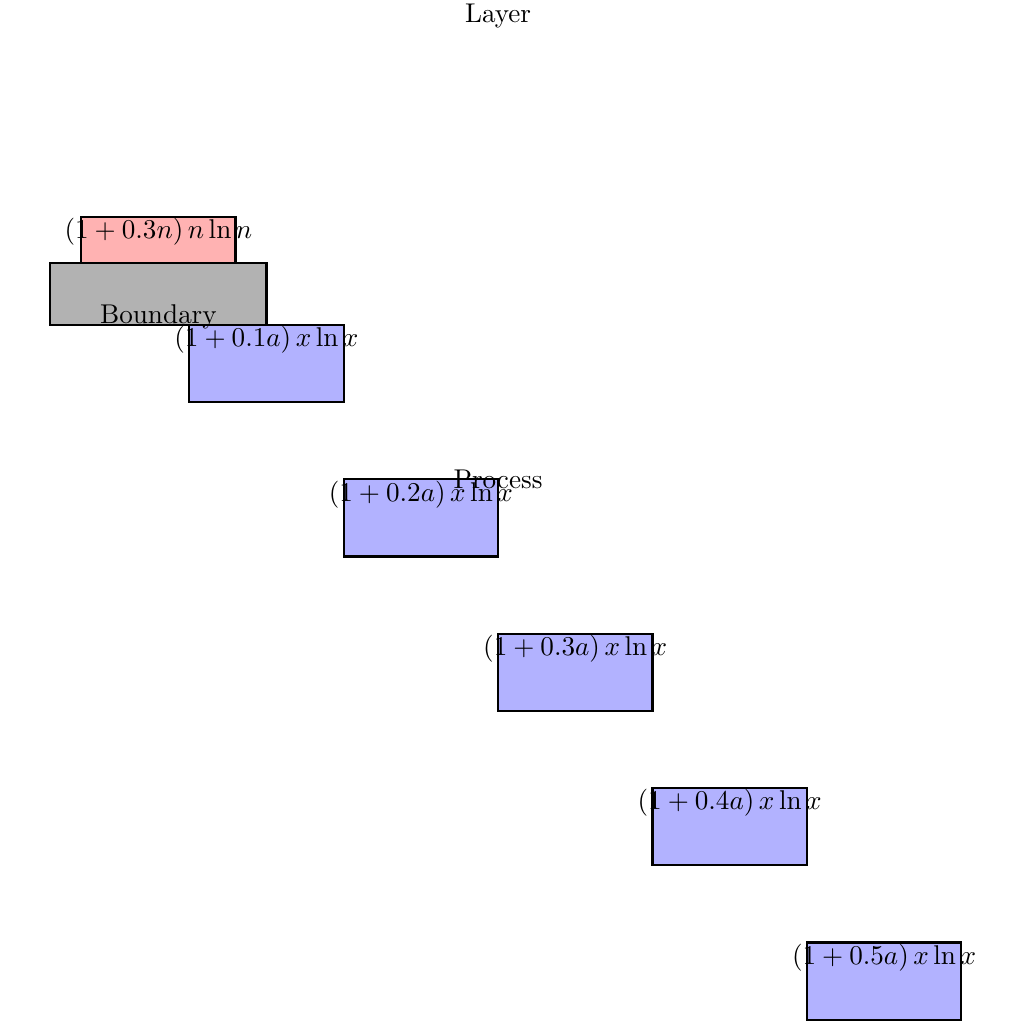 Layer
(1 + 0.3n) n ln n
Boundary
(1 + 0.1a) x ln x
Process
(1 + 0.2a) x ln x
(1 + 0.3a) x ln x
(1 + 0.4a) x ln x
(1 + 0.5a) x ln x